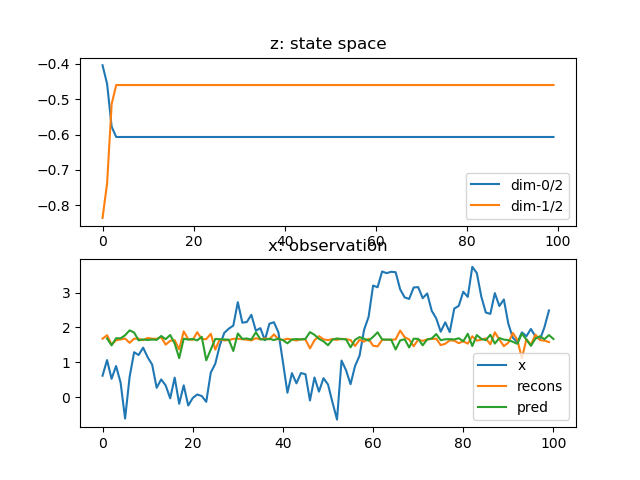 z: state space
−0.4
−0.5
−0.6
−0.7
−0.8
dim-0/2
dim-1/2
0 20 40 60 80 100
x: observation
3
2
1
0
x
recons
pred
0 20 40 60 80 100